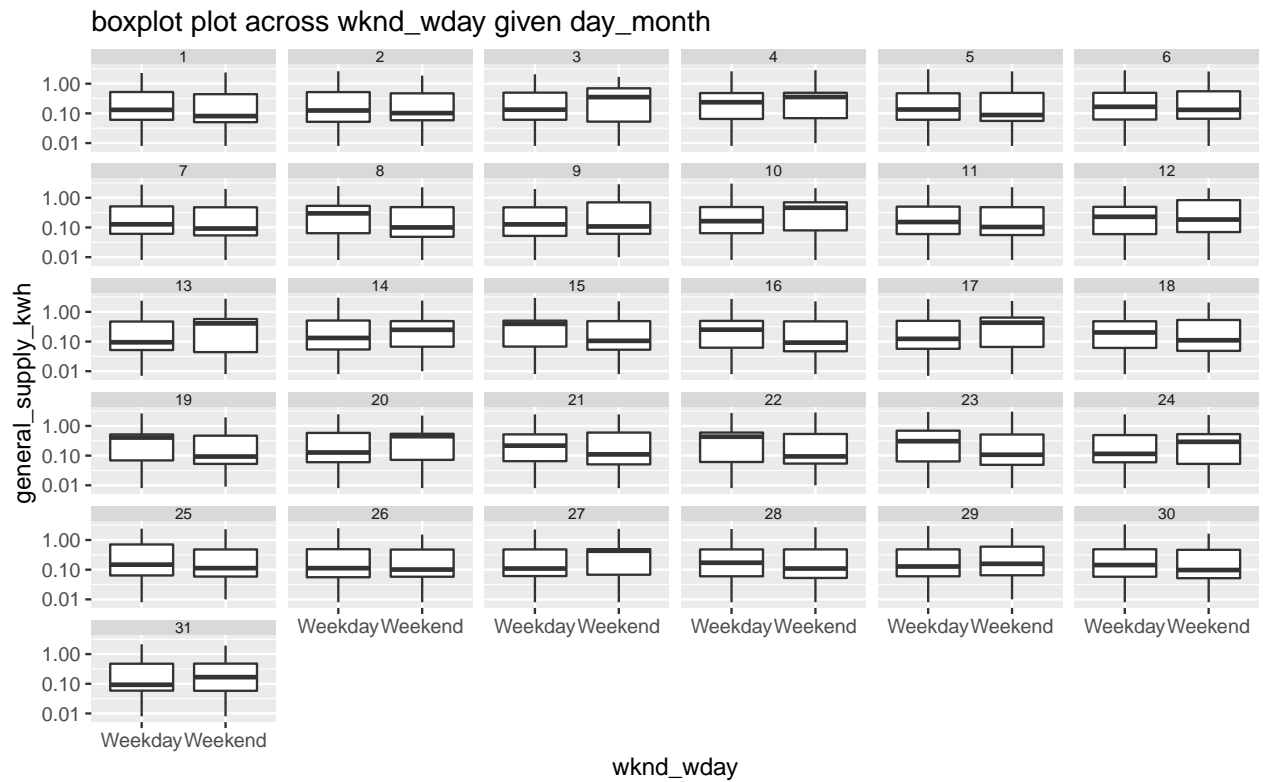 boxplot plot across wknd_wday given day_month
1 2 3 4 5 6
1.00
0.10
0.01
7 8 9 10 11 12
1.00
0.10
0.01
13 14 15 16 17 18
1.00
0.10
0.01
19 20 21 22 23 24
1.00
0.10
0.01
25 26 27 28 29 30
1.00
0.10
0.01
Weekday Weekend Weekday Weekend Weekday Weekend Weekday Weekend Weekday Weekend
31
1.00
0.10
0.01
Weekday Weekend
general_supply_kwh
wknd_wday